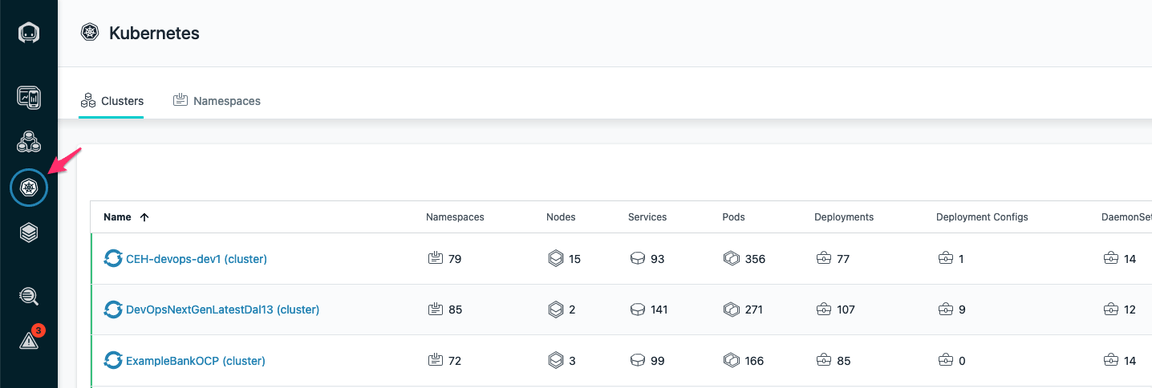 Kubernetes
Clusters Namespaces
Name Namespaces Nodes Services Pods Deployments Deployment Configs DaemonSet
CEH-devops-dev1 (cluster) 79 15 93 356 77 1 14
DevOpsNextGenLatestDal13 (cluster) 85 2 141 271 107 9 12
3
ExampleBankOCP (cluster) 72 3 99 166 85 0 14